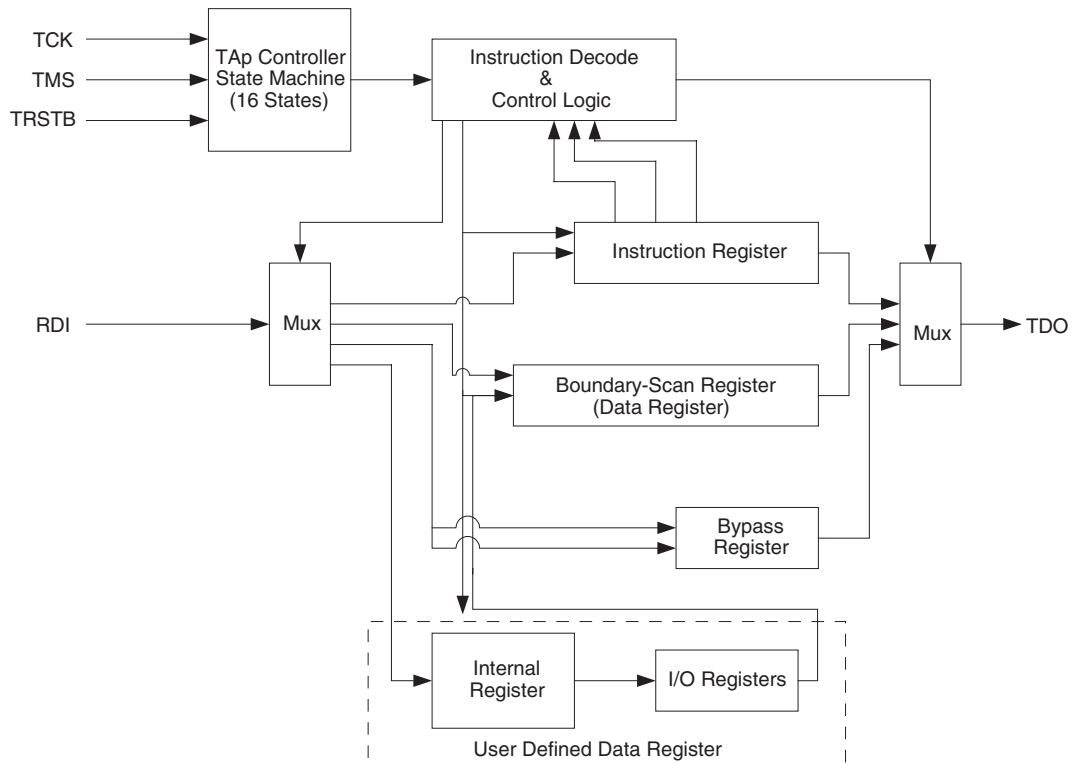 TCK
TMS
TRSTB
TAp Controller
State Machine
(16 States)
Instruction Decode
&
Control Logic
Instruction Register
RDI
Mux
Mux
TDO
Boundary-Scan Register
(Data Register)
Bypass
Register
Internal
Register
I/O Registers
User Defined Data Register